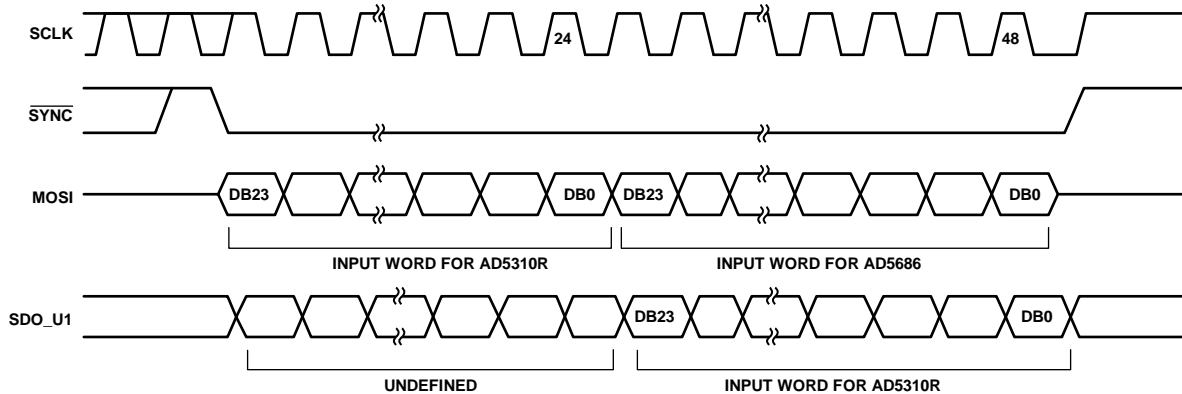 SCLK
24
48
SYNC
MOSI
DB23
DB0
DB23
DB0
INPUT WORD FOR AD5310R
INPUT WORD FOR AD5686
SDO_U1
DB23
DB0
UNDEFINED
INPUT WORD FOR AD5310R